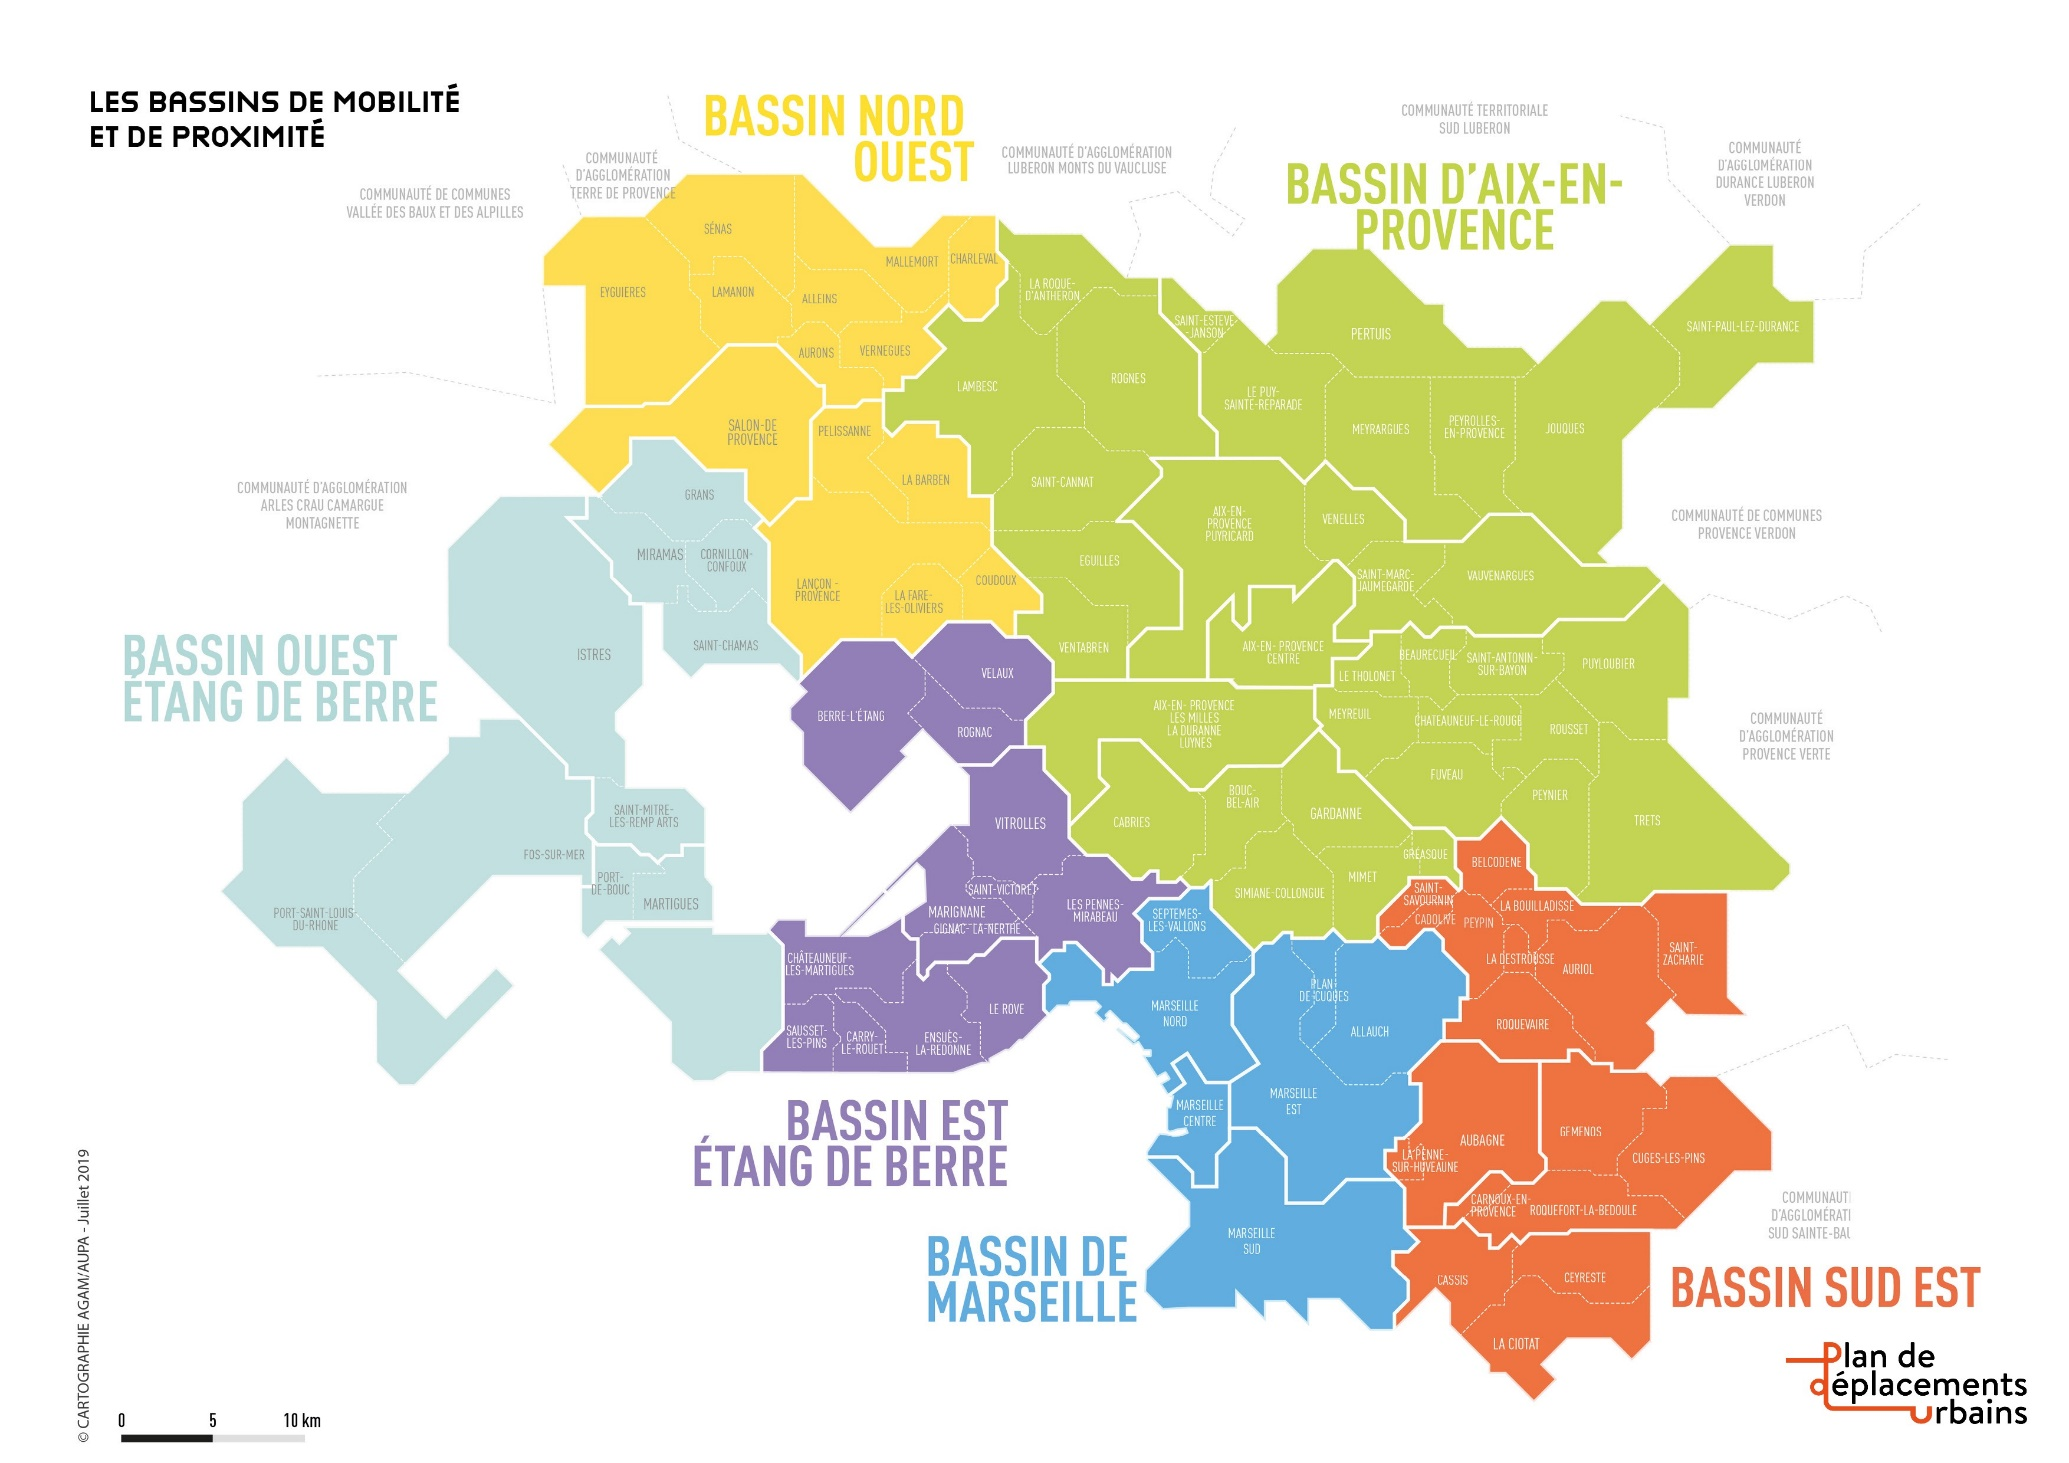 LES BASSINS DE MOBILITÉ
ET DE PROXIMITÉ
BASSIN NORD
OUEST
BASSIN D'AIX-EN-
PROVENCE
COMMUNAUTÉ TERRITORIALE
SUD LUBERON
COMMUNAUTÉ
D'AGGLOMÉRATION
DURANCE LUBERON
VERDON
COMMUNAUTÉ D'AGGLOMÉRATION
LUBERON MONTS DU VAUCLUSE
COMMUNAUTÉ
D'AGGLOMÉRATION
TERRE DE PROVENCE
COMMUNAUTÉ DE COMMUNES
VALLÉE DES BAUX ET DES ALPILLES
SÉNAS
MALLEMORT
CHARLEVAL
EYGUIERES
LAMANON
ALLEINS
AURONS
VERNEGUES
SALON-DE
PROVENCE
PELISSANNE
LA BARBEN
LANÇON -
PROVENCE
LA FARE-
LES-OLIVIERS
COUDOUX
LA ROQUE-
D'ANTHERON
SAINT-ESTEVE-
-JANSON
PERTUIS
SAINT-PAUL-LEZ-DURANCE
LAMBESC
ROGNES
LE PUY-
SAINTE-REPARADE
MEYRARGUES
PEYROLLES-
EN-PROVENCE
JOUQUES
SAINT-CANNAT
AIX-EN-
PROVENCE
PUYRICARD
VENELLES
EGUILLES
SAINT-MARC-
JAUMEGARDE
VAUVENARGUES
VENTABREN
AIX-EN- PROVENCE
CENTRE
BEAURECUEIL
SAINT-ANTONIN-
SUR-BAYON
PUYLOUBIER
LE THOLONET
AIX-EN- PROVENCE
LES MILLES
LA DURANNE
LUYNES
MEYREUIL
CHATEAUNEUF-LE-ROUGE
ROUSSET
FUVEAU
PEYNIER
TRETS
CABRIES
BOUC-
BEL-AIR
GARDANNE
GREASQUE
MIMET
SIMIANE-COLLONGUE
COMMUNAUTÉ DE COMMUNES
PROVENCE VERDON
COMMUNAUTÉ
D'AGGLOMÉRATION
PROVENCE VERTE
COMMUNAUTÉ D'AGGLOMÉRATION
ARLES CRAU CAMARGUE
MONTAGNETTE
BASSIN OUEST
ÉTANG DE BERRE
GRANS
MIRAMAS
CORNILLON-
CONFOUX
SAINT-CHAMAS
ISTRES
SAINT-MITRE-
LES-REMP ARTS
FOS-SUR-MER
PORT-
DE-BOUC
MARTIGUES
PORT-SAINT-LOUIS
DU-RHONE
VELAUX
BERRE-L'ÉTANG
ROGNAC
VITROLLES
SAINT-VICTORET
MARIGNANE
GIGNAC-LA-NERTHE
LES PENNES-
MIRABEAU
CHÂTEAUNEUF-
LES-MARTIGUES
SAUSSET-
LES-PINS
CARRY-
LE-ROUET
ENSUÈS-
LA-REDONNE
LE ROVE
BASSIN EST
ÉTANG DE BERRE
SEPTEMES-
LES-VALLONS
MARSEILLE
NORD
PLAN-
DE-CUQUES
ALLAUCH
MARSEILLE
EST
MARSEILLE
CENTRE
MARSEILLE
SUD
BASSIN DE
MARSEILLE
BELCODENE
SAINT-
SAVOURNIN
CADOLIVE
PEYPIN
LA BOUILLADISSE
LA DESTROUSSE
AURIOL
SAINT-
ZACHARIE
ROQUEVAIRE
AUBAGNE
GEMENOS
CUGES-LES-PINS
LA PENNE-
SUR-HUVEAUNE
CARNOUX-EN-
PROVENCE
ROQUEFORT-LA-BEDOULE
CASSIS
CEYRESTE
LA CIOTAT
COMMUNAUT
D'AGGLOMÉRATI
SUD SAINTE-BAU
BASSIN SUD EST
Plan de
déplacements
Urbains
© CARTOGRAPHIE AGAM/AUPA - Juillet 2019
0 5 10 km